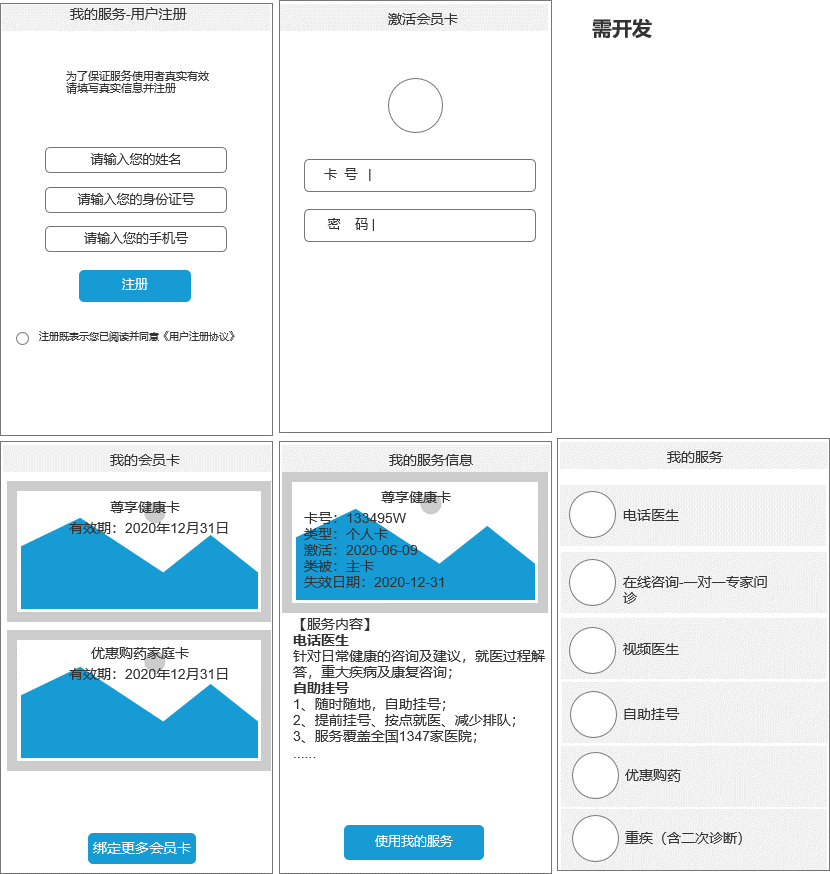 我的服务-用户注册
为了保证服务使用者真实有效
请填写真实信息并注册
请输入您的姓名
请输入您的身份证号
请输入您的手机号
注册
注册既表示您已阅读并同意《用户注册协议》
激活会员卡
卡 号 |
密 码 |
需开发
我的会员卡
尊享健康卡
有效期：2020年12月31日
优惠购药家庭卡
有效期：2020年12月31日
绑定更多会员卡
我的服务信息
尊享健康卡
卡号：133495W
类型：个人卡
激活：2020-06-09
类被：主卡
失效日期：2020-12-31
【服务内容】
电话医生
针对日常健康的咨询及建议，就医过程解
答，重大疾病及康复咨询；
自助挂号
1、随时随地，自助挂号；
2、提前挂号、按点就医、减少排队；
3、服务覆盖全国1347家医院；
......
使用我的服务
我的服务
电话医生
在线咨询-一对一专家问
诊
视频医生
自助挂号
优惠购药
重疾（含二次诊断）